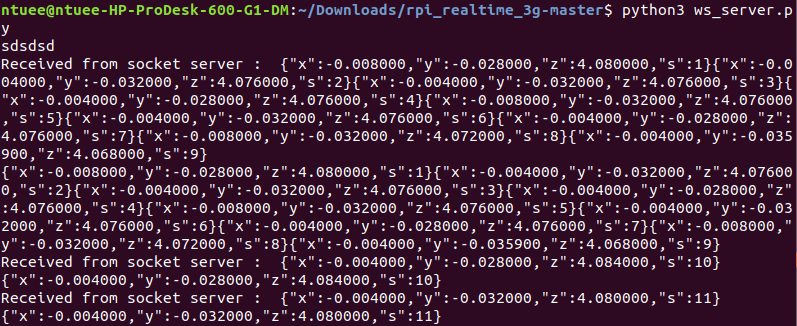 ntuee@ntuee-HP-ProDesk-600-G1-DM:~/Downloads/rpi_realtime_3g-master$ python3 ws_server.p
y
sdsdsd
Received from socket server :  {"x":-0.008000,"y":-0.028000,"z":4.080000,"s":1}{"x":-0.0
04000,"y":-0.032000,"z":4.076000,"s":2}{"x":-0.004000,"y":-0.032000,"z":4.076000,"s":3}{
"x":-0.004000,"y":-0.028000,"z":4.076000,"s":4}{"x":-0.008000,"y":-0.032000,"z":4.076000
,"s":5}{"x":-0.004000,"y":-0.032000,"z":4.076000,"s":6}{"x":-0.004000,"y":-0.028000,"z":
4.076000,"s":7}{"x":-0.008000,"y":-0.032000,"z":4.072000,"s":8}{"x":-0.004000,"y":-0.035
900,"z":4.068000,"s":9}
{"x":-0.008000,"y":-0.028000,"z":4.080000,"s":1}{"x":-0.004000,"y":-0.032000,"z":4.07600
0,"s":2}{"x":-0.004000,"y":-0.032000,"z":4.076000,"s":3}{"x":-0.004000,"y":-0.028000,"z"
:4.076000,"s":4}{"x":-0.008000,"y":-0.032000,"z":4.076000,"s":5}{"x":-0.004000,"y":-0.03
2000,"z":4.076000,"s":6}{"x":-0.004000,"y":-0.028000,"z":4.076000,"s":7}{"x":-0.008000,"
y":-0.032000,"z":4.072000,"s":8}{"x":-0.004000,"y":-0.035900,"z":4.068000,"s":9}
Received from socket server :  {"x":-0.004000,"y":-0.028000,"z":4.084000,"s":10}
{"x":-0.004000,"y":-0.028000,"z":4.084000,"s":10}
Received from socket server :  {"x":-0.004000,"y":-0.032000,"z":4.080000,"s":11}
{"x":-0.004000,"y":-0.032000,"z":4.080000,"s":11}